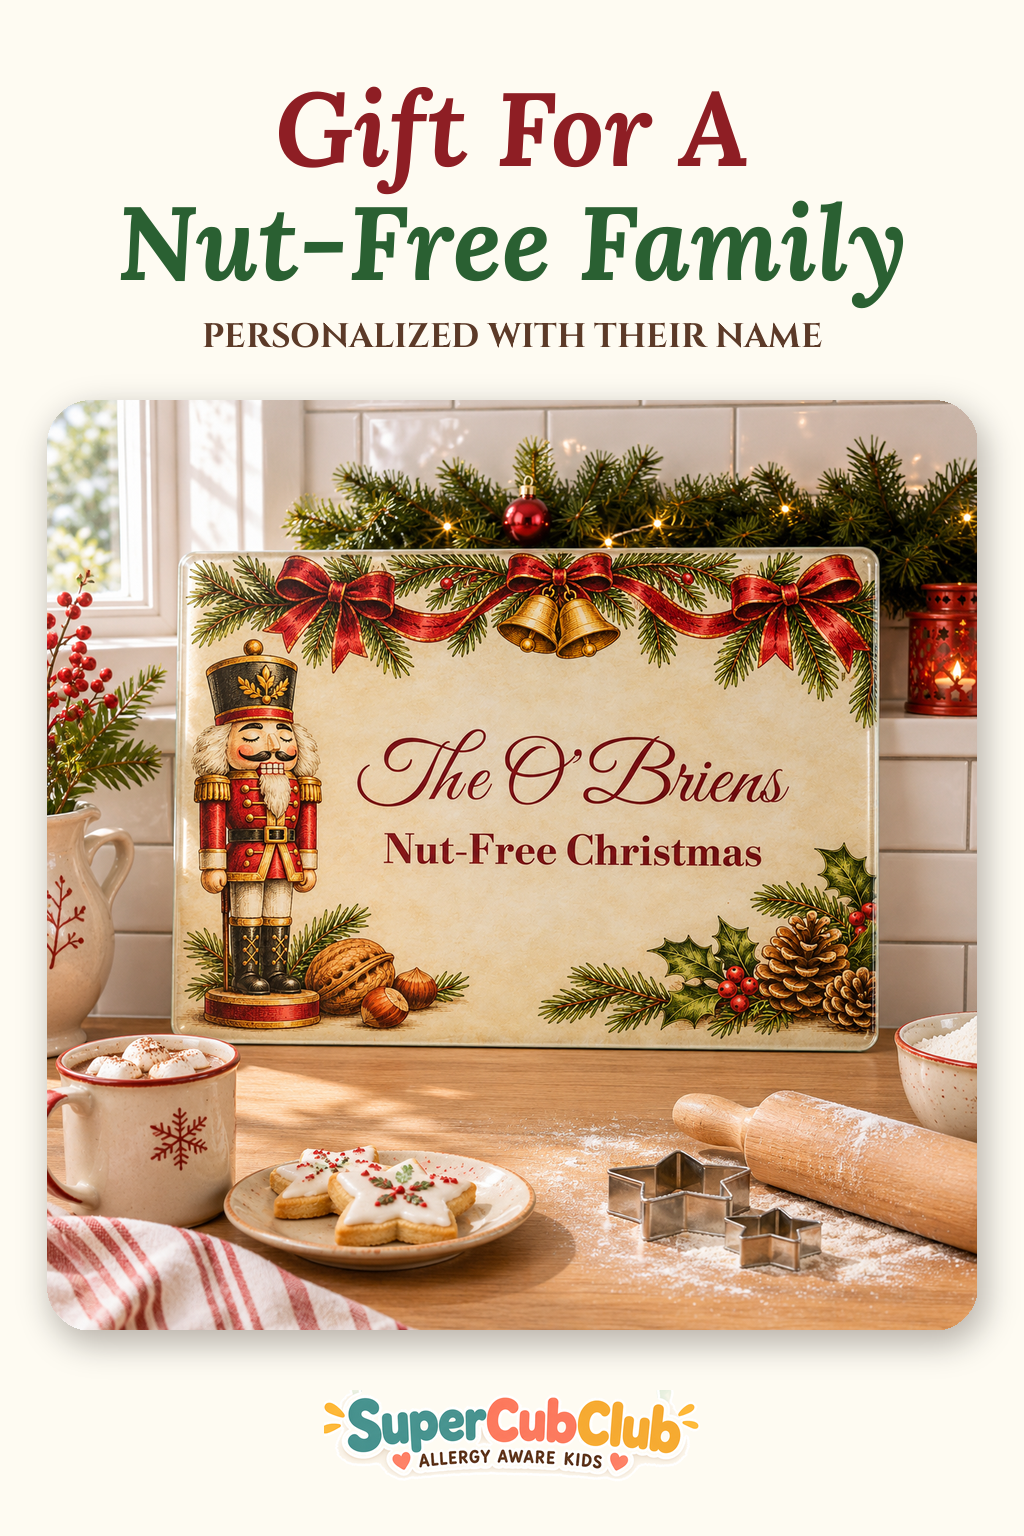 Gift For A
Nut-Free Family
PERSONALIZED WITH THEIR NAME
The O'Briens
Nut-Free Christmas
SuperCubClub
ALLERGY AWARE KIDS